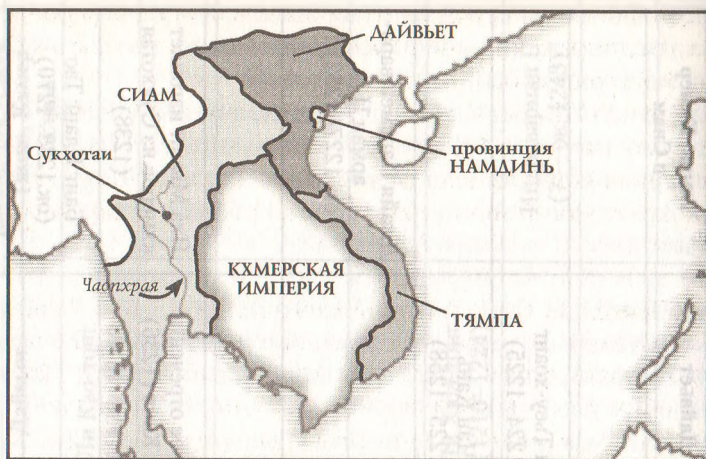 ДАЙВЬЕТ
СИАМ
Сукхотаи
провинция
НАМДИНЬ
КХМЕРСКАЯ
ИМПЕРИЯ
Чаопхрая
ТЯМПА